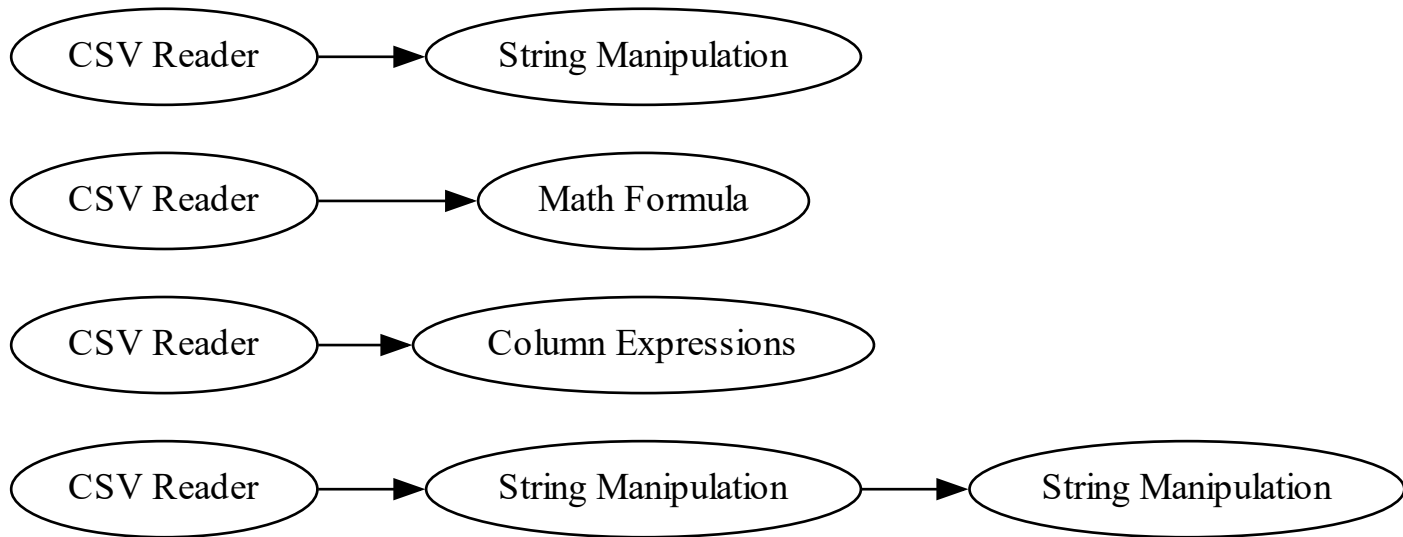 CSV Reader String Manipulation
CSV Reader Math Formula
CSV Reader Column Expressions
CSV Reader String Manipulation String Manipulation